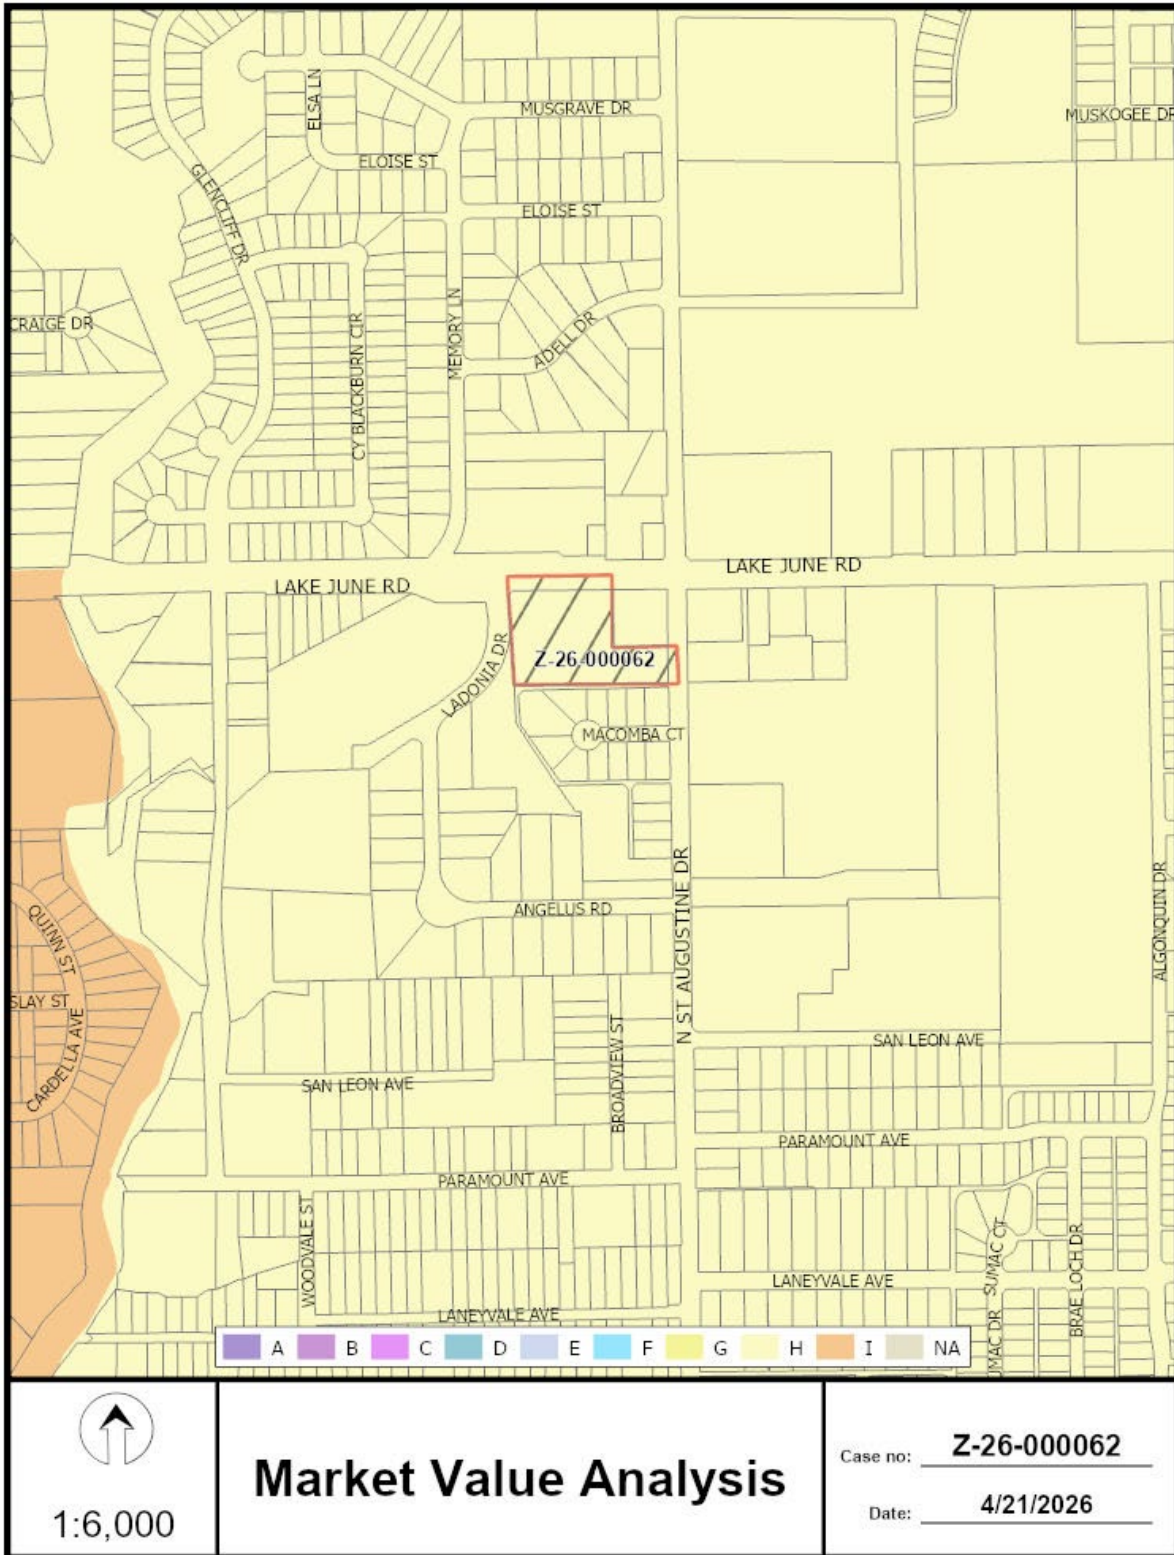 MUSGRAVE DR
MUSKOGEE DR
ELSA LN
ELOISE ST
GLENCLIFF DR
ELOISE ST
CRAIGE DR
MEMORY LN
ADELL DR
CY BLACKBURN CIR
LAKE JUNE RD
LAKE JUNE RD
Z-26-000062
LADONIA DR
MACOMBA CT
N ST AUGUSTINE DR
ALGONQUIN DR
QUINN ST
ANGELUS RD
SLAY ST
CARDELLA AVE
SAN LEON AVE
SAN LEON AVE
BROADVIEW ST
PARAMOUNT AVE
PARAMOUNT AVE
WOODVALE ST
SUMAC CT
BRAE LOCH DR
LANEYVALE AVE
LANEYVALE AVE
UMAC DR
A B C D E F G H I NA
1:6,000
Market Value Analysis
Case no: Z-26-000062
Date: 4/21/2026